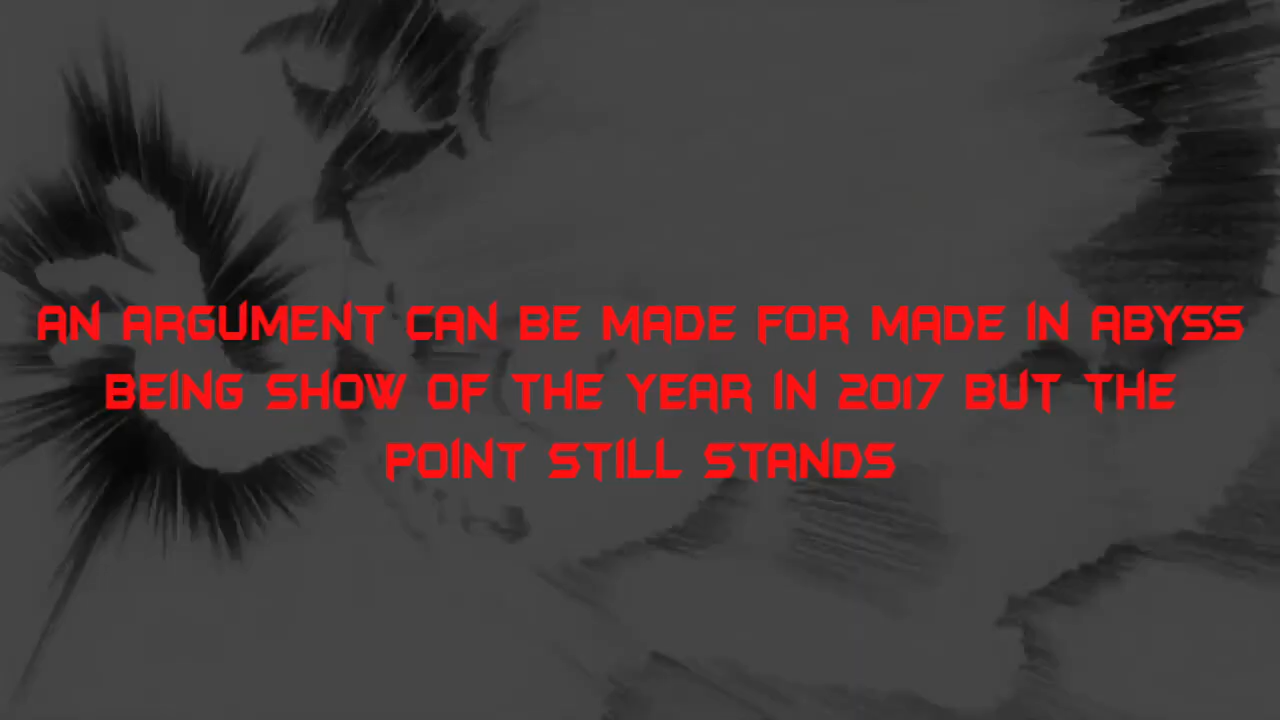 AN ARGUMENT CAN BE MADE FOR MADE IN ABYSS
BEING SHOW OF THE YEAR IN 2017 BUT THE
POINT STILL STANDS